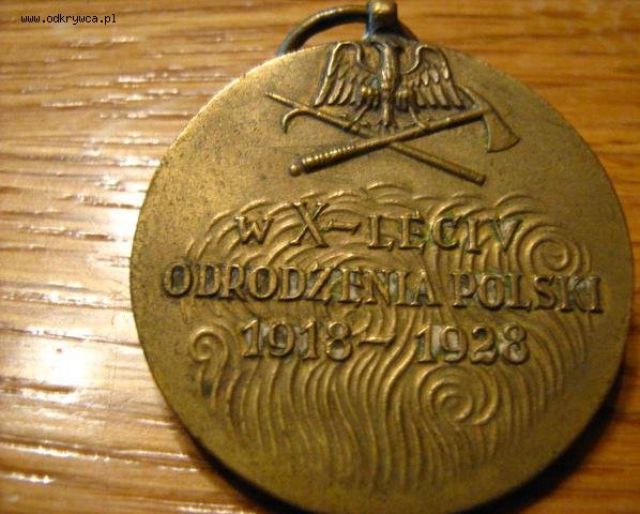 www.odkrywca.pl
W X-LECIV
ODRODZENIA POLSKI
1918-1928